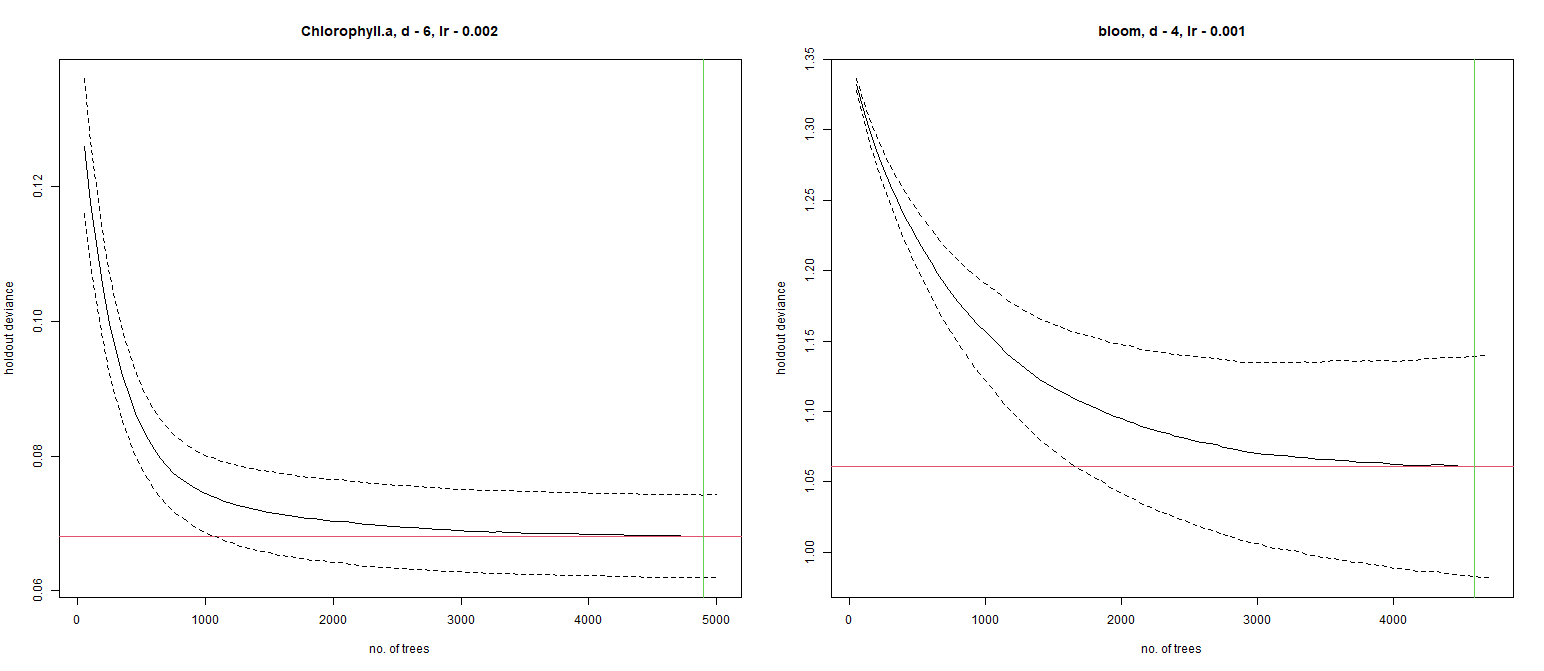 Chlorophyll.a, d - 6, lr - 0.002
holdout deviance
0.12
0.10
0.08
0.06
0 1000 2000 3000 4000 5000
no. of trees
bloom, d - 4, lr - 0.001
holdout deviance
1.35
1.30
1.25
1.20
1.15
1.10
1.05
1.00
0 1000 2000 3000 4000
no. of trees